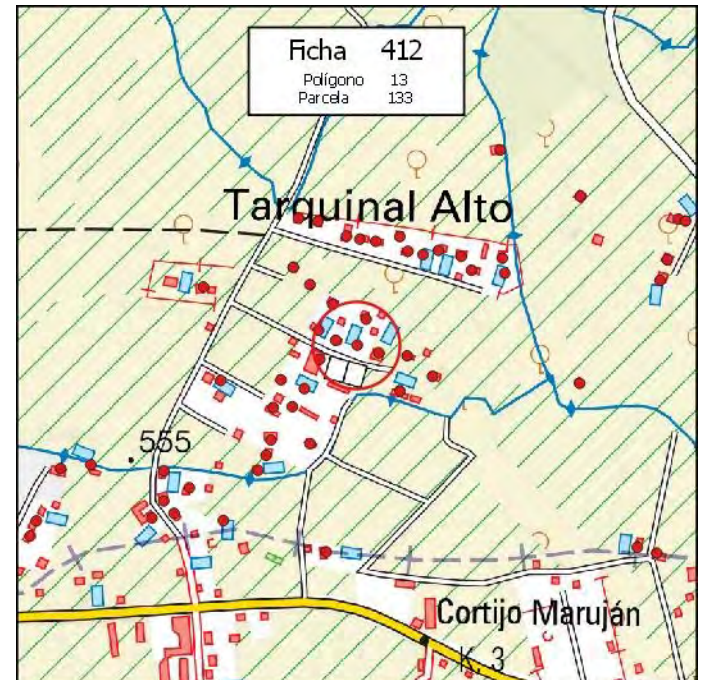 Ficha 412
Polígono 13
Parcela 133
Tarquinal Alto
555
Cortijo Maruján
K. 3